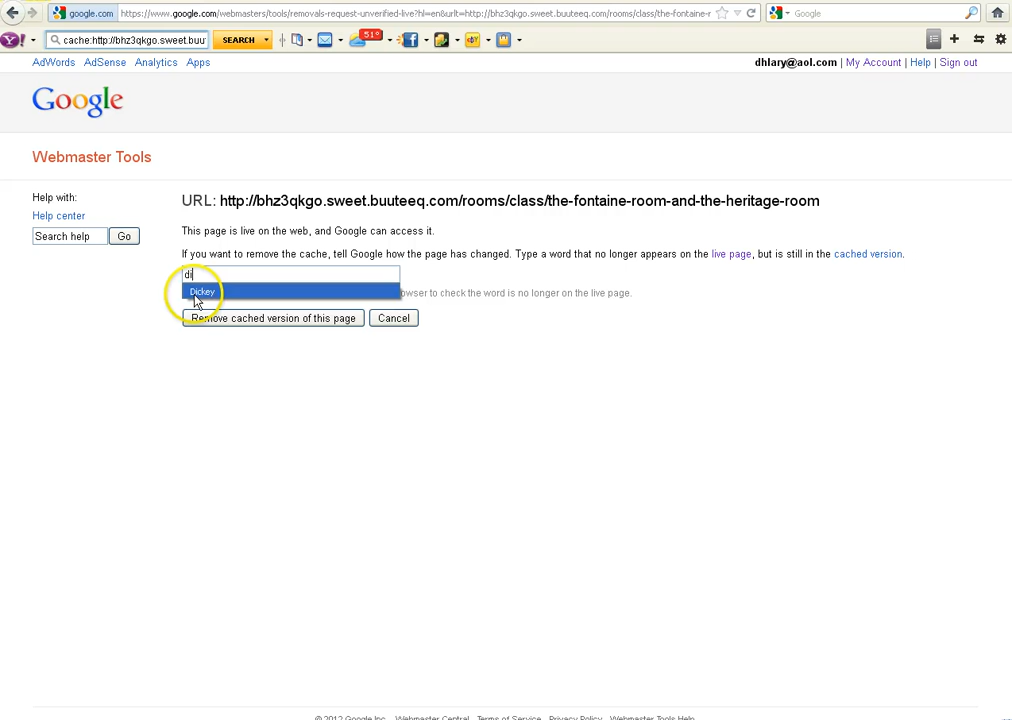 google.com https://www.google.com/webmasters/tools/removals-request-unverified-live?hl=en&urlt=http://bhz3qkgo.sweet.buuteeq.com/rooms/class/the-fontaine-r Google
cache:http://bhz3qkgo.sweet.buu SEARCH 51°
AdWords AdSense Analytics Apps dhlary@aol.com | My Account | Help | Sign out
Google
Webmaster Tools
Help with:
Help center
Search help Go
URL: http://bhz3qkgo.sweet.buuteeq.com/rooms/class/the-fontaine-room-and-the-heritage-room
This page is live on the web, and Google can access it.
If you want to remove the cache, tell Google how the page has changed. Type a word that no longer appears on the live page, but is still in the cached version.
di
Dickey
owser to check the word is no longer on the live page.
Remove cached version of this page Cancel
© 2012 Google Inc. Webmaster Central Terms of Service Privacy Policy Webmaster Tools Help